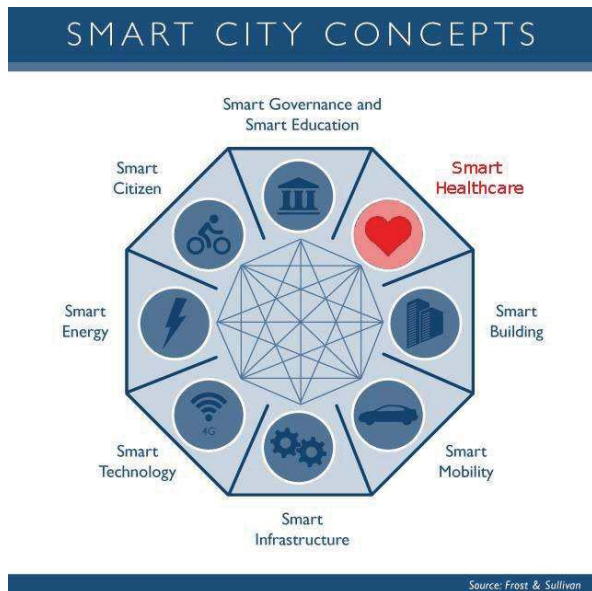 SMART CITY CONCEPTS
Smart Governance and
Smart Education
Smart
Citizen
Smart
Healthcare
Smart
Energy
Smart
Building
4G
Smart
Technology
Smart
Mobility
Smart
Infrastructure
Source: Frost & Sullivan